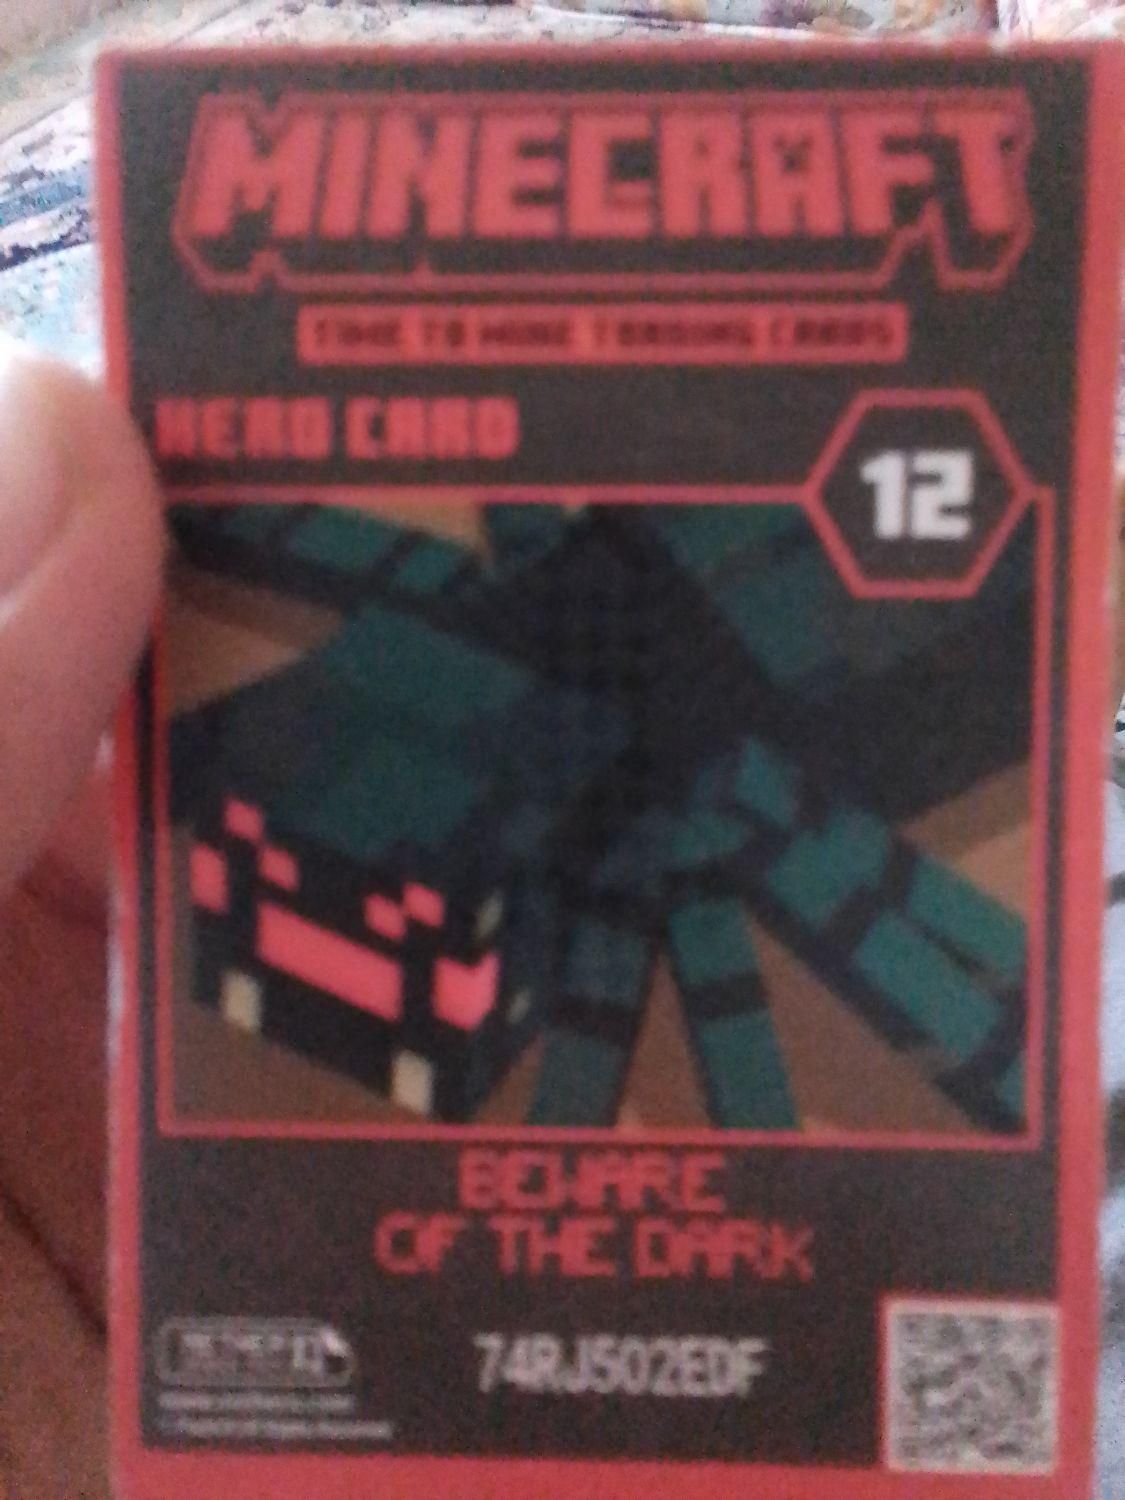 MINECRAFT
TIME TO MINE TRADING CARDS
HERO CARD
12
BEWARE
OF THE DARK
74RJ502EDF